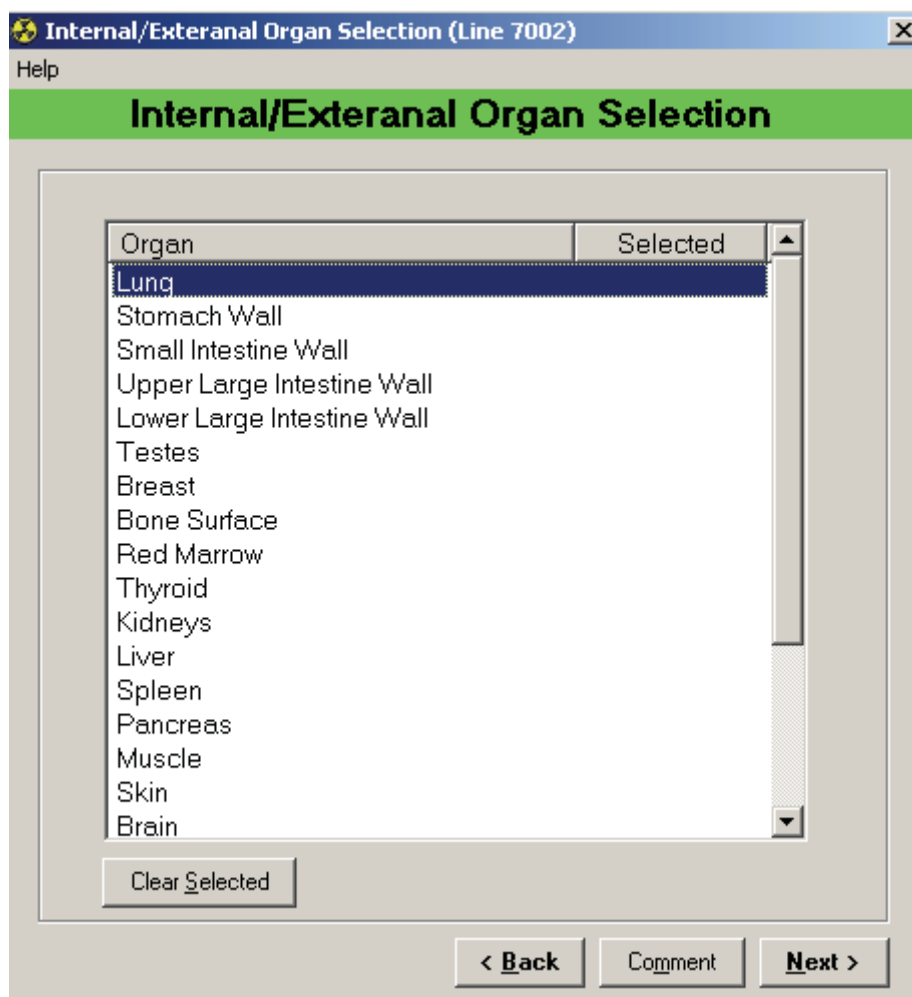 Internal/Exteranal Organ Selection (Line 7002)
Help
Internal/Exteranal Organ Selection
Organ Selected
Lung
Stomach Wall
Small Intestine Wall
Upper Large Intestine Wall
Lower Large Intestine Wall
Testes
Breast
Bone Surface
Red Marrow
Thyroid
Kidneys
Liver
Spleen
Pancreas
Muscle
Skin
Brain
Clear Selected
< Back Comment Next >